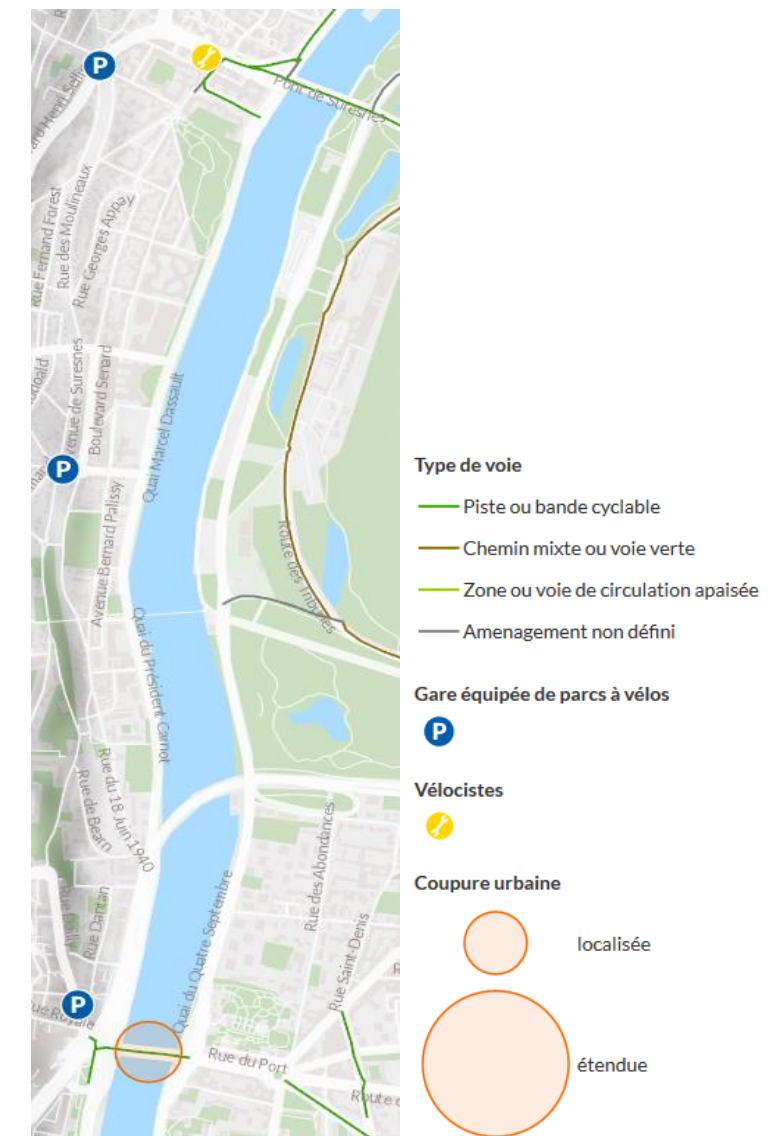 P
Pont de Suresnes
Rue Fernand Forest
Rue des Moulineaux
Rue Georges Appay
Avenue de Suresnes
Boulevard Senard
Quai Marcel Dassault
P
Avenue Bernard Palissy
Route des Tribunes
Quai du Président Carnot
Rue du 18 Juin 1940
Rue de Bearn
Rue des Abondances
Rue Dailly
Rue Dantan
Quai du Quatre Septembre
Rue Saint-Denis
P
Rue Royale
Rue du Port
Type de voie
Piste ou bande cyclable
Chemin mixte ou voie verte
Zone ou voie de circulation apaisée
Amenagement non défini
Gare équipée de parcs à vélos
P
Vélocistes
Coupure urbaine
localisée
étendue